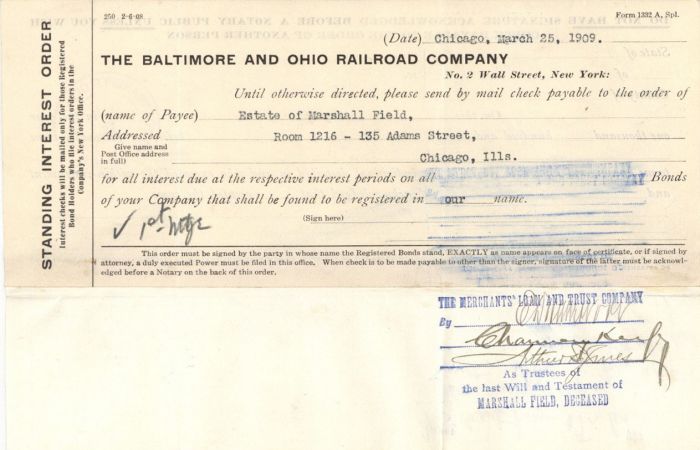 250 2-6-08
Form 1332 A, Spl.
(Date) Chicago, March 25, 1909.
THE BALTIMORE AND OHIO RAILROAD COMPANY
No. 2 Wall Street, New York:
Until otherwise directed, please send by mail check payable to the order of
(name of Payee) Estate of Marshall Field,
Addressed Room 1216 - 135 Adams Street,
Give name and
Post Office address
in full)
Chicago, Ills.
for all interest due at the respective interest periods on all Bonds
of your Company that shall be found to be registered in our name.
(Sign here)
✓ 1st Mtge
This order must be signed by the party in whose name the Registered Bonds stand, EXACTLY as name appears on face of certificate, or if signed by
attorney, a duly executed Power must be filed in this office. When check is to be made payable to other than the signer, signature of the latter must be acknowl-
edged before a Notary on the back of this order.
STANDING INTEREST ORDER
Interest checks will be mailed only for those Registered
Bond Holders who file interest orders in the
Company's New York Office.
THE MERCHANTS' LOAN AND TRUST COMPANY
By
Chauncey Keep
Arthur B Jones
As Trustees of
the last Will and Testament of
MARSHALL FIELD, DECEASED